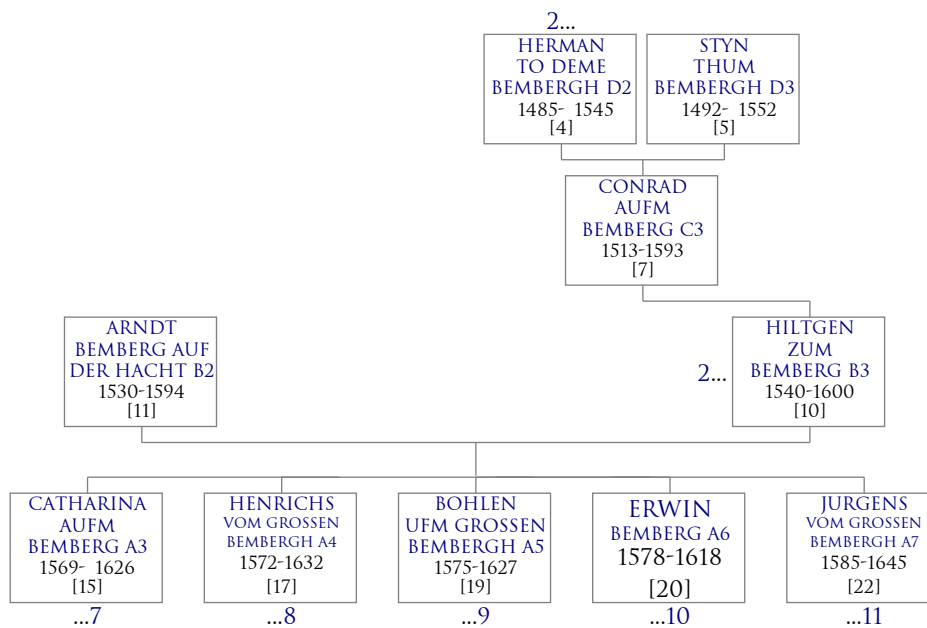 2...
HERMAN
TO DEME
BEMBERGH D2
1485- 1545
[4]
STYN
THUM
BEMBERGH D3
1492- 1552
[5]
CONRAD
AUFM
BEMBERG C3
1513-1593
[7]
ARNDT
BEMBERG AUF
DER HACHT B2
1530-1594
[11]
2...
HILTGEN
ZUM
BEMBERG B3
1540-1600
[10]
CATHARINA
AUFM
BEMBERG A3
1569- 1626
[15]
...7
HENRICHS
VOM GROSSEN
BEMBERGH A4
1572-1632
[17]
...8
BOHLEN
UFM GROSSEN
BEMBERGH A5
1575-1627
[19]
...9
ERWIN
BEMBERG A6
1578-1618
[20]
...10
JURGENS
VOM GROSSEN
BEMBERGH A7
1585-1645
[22]
...11